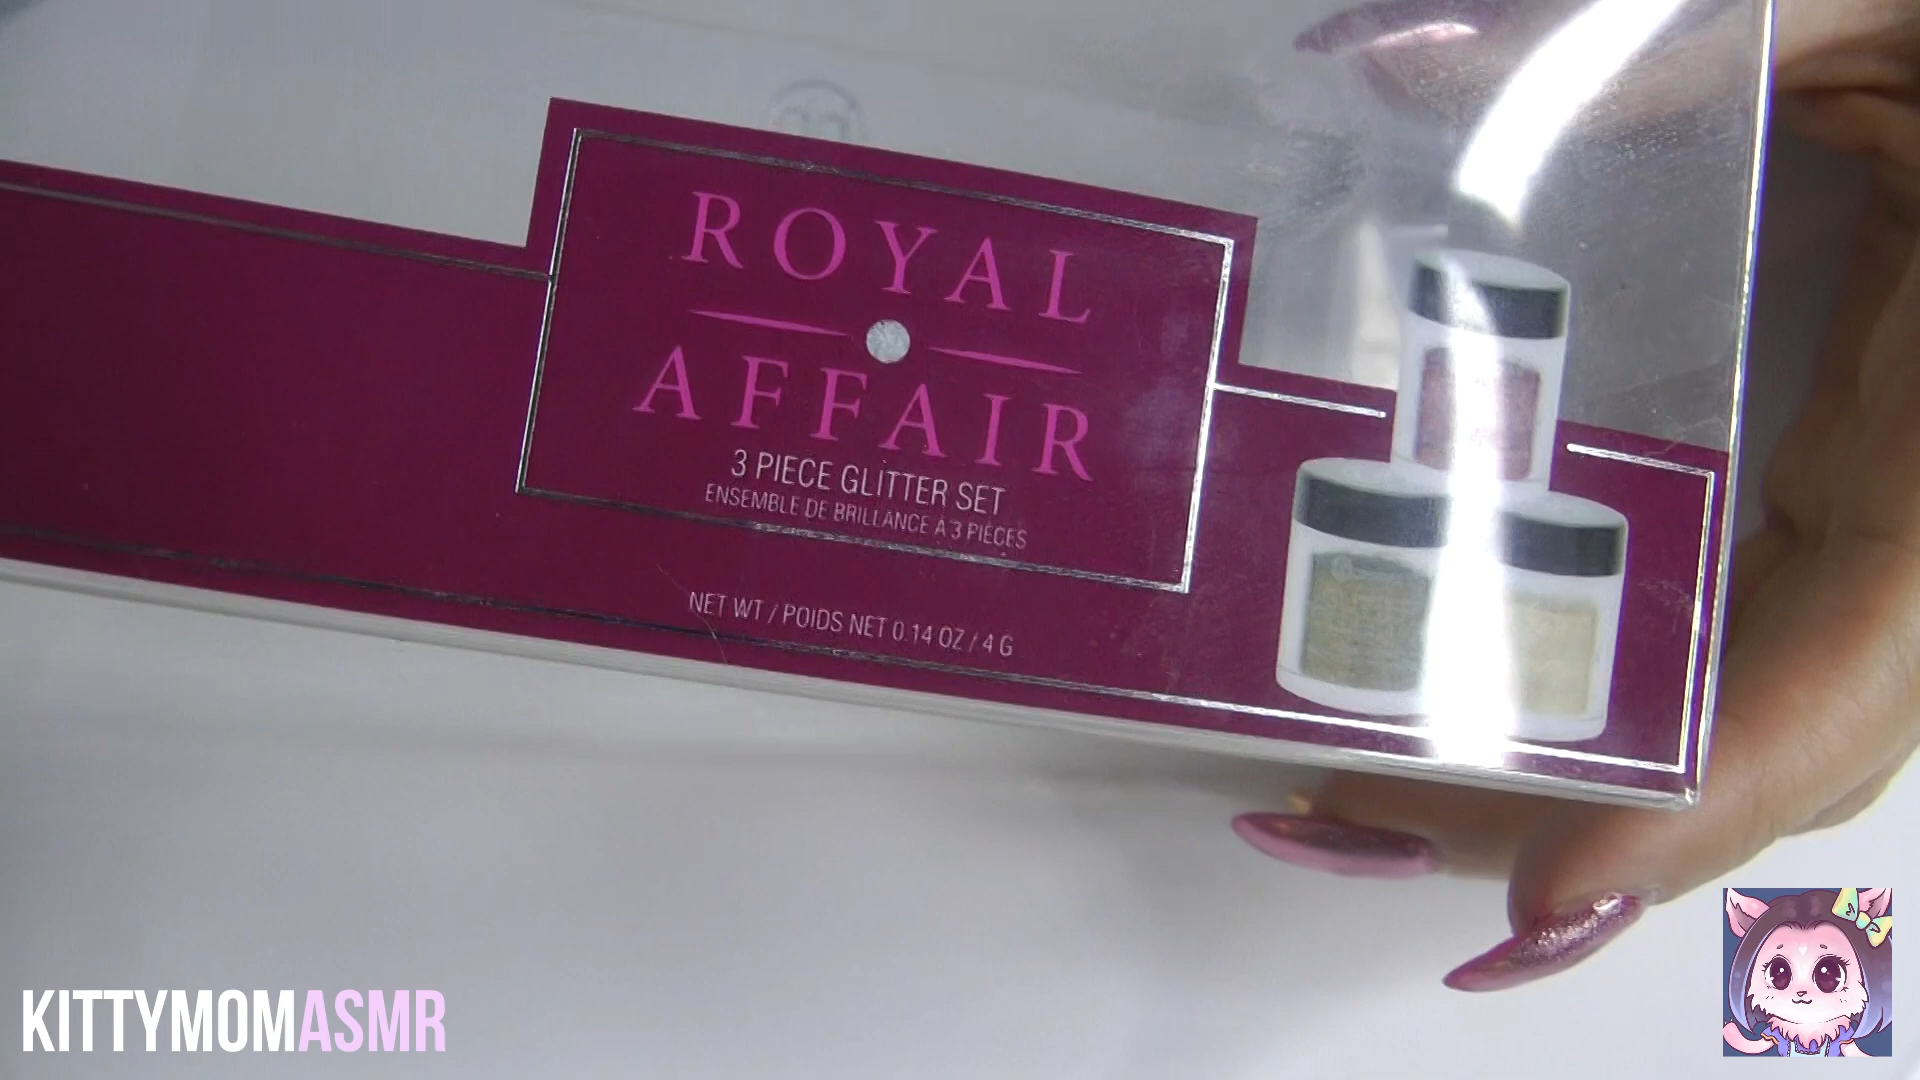 ROYAL
AFFAIR
3 PIECE GLITTER SET
ENSEMBLE DE BRILLANCE À 3 PIÈCES
NET WT / POIDS NET 0.14 OZ / 4 G
KITTYMOMASMR